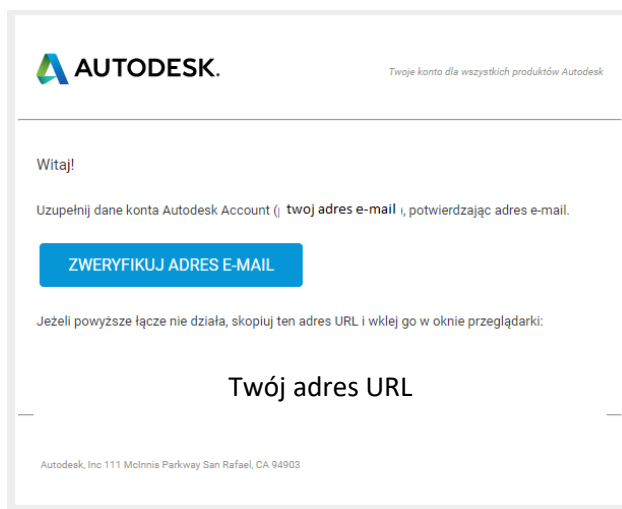 AUTODESK.
Twoje konto dla wszystkich produktów Autodesk
Witaj!
Uzupełnij dane konta Autodesk Account ( twoj adres e-mail ), potwierdzając adres e-mail.
ZWERYFIKUJ ADRES E-MAIL
Jeżeli powyższe łącze nie działa, skopiuj ten adres URL i wklej go w oknie przeglądarki:
Twój adres URL
Autodesk, Inc 111 McInnis Parkway San Rafael, CA 94903